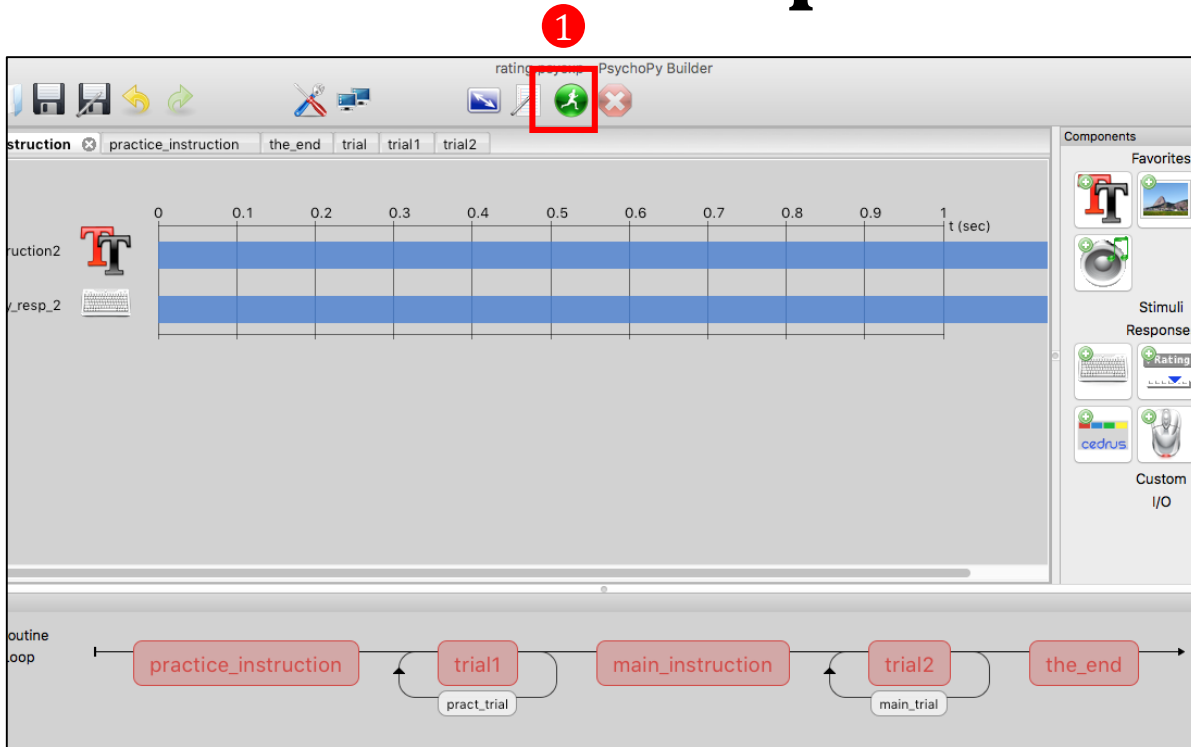 p
1
rating.psyexp - PsychoPy Builder
struction practice_instruction the_end trial trial1 trial2
Components
Favorites
0 0.1 0.2 0.3 0.4 0.5 0.6 0.7 0.8 0.9 1
t (sec)
ruction2
y_resp_2
Stimuli
Response
Rating
cedrus
Custom
I/O
outine
oop
practice_instruction trial1 main_instruction trial2 the_end
pract_trial main_trial